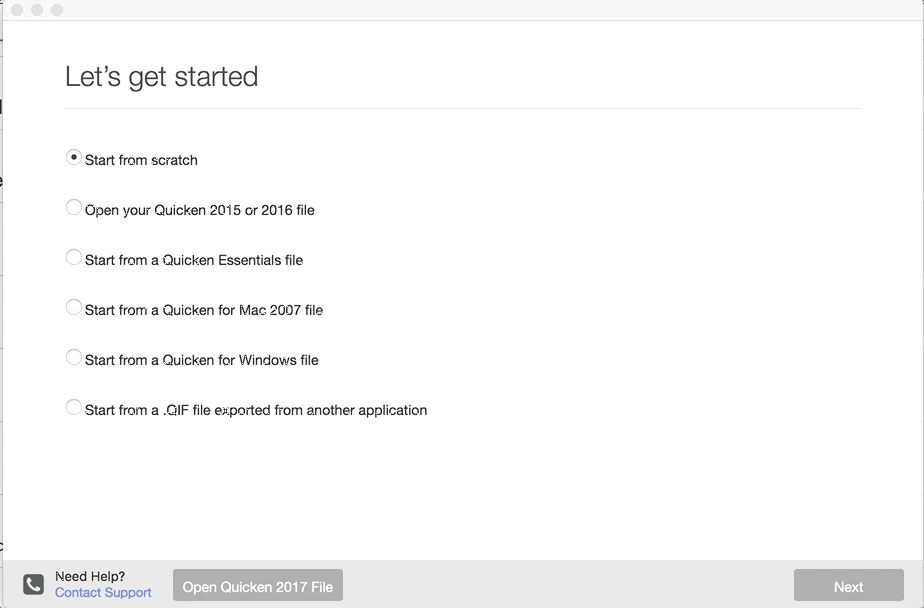 Let's get started
Start from scratch
Open your Quicken 2015 or 2016 file
Start from a Quicken Essentials file
Start from a Quicken for Mac 2007 file
Start from a Quicken for Windows file
Start from a .QIF file exported from another application
Need Help?
Contact Support
Open Quicken 2017 File
Next